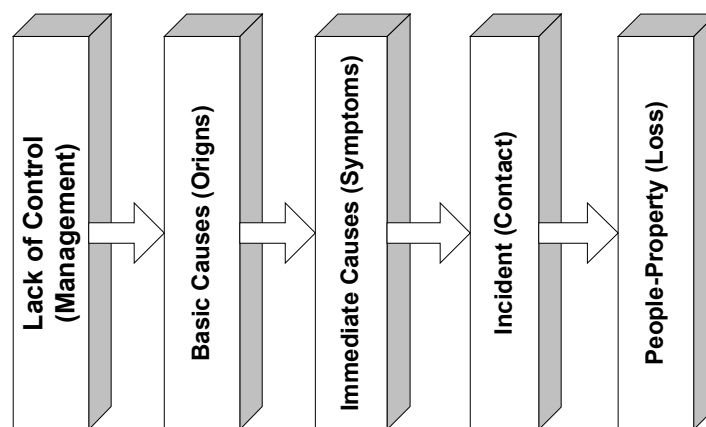 Lack of Control
(Management)
Basic Causes (Origns)
Immediate Causes (Symptoms)
Incident (Contact)
People-Property (Loss)